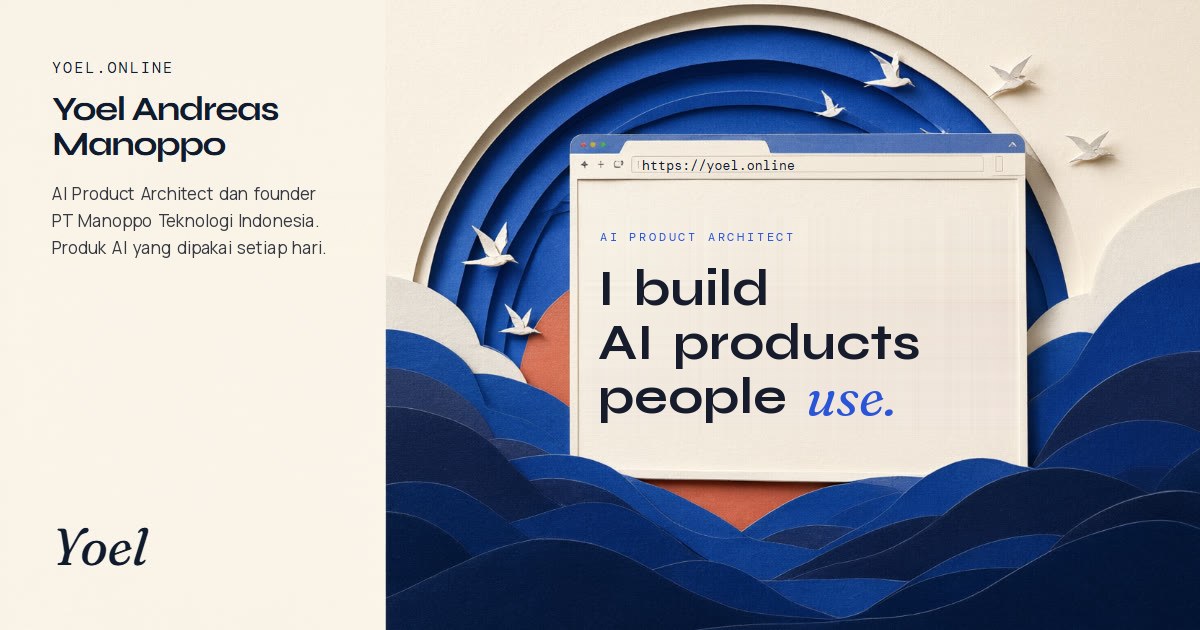 YOEL.ONLINE
Yoel Andreas
Manoppo
AI Product Architect dan founder
PT Manoppo Teknologi Indonesia.
Produk AI yang dipakai setiap hari.
Yoel
https://yoel.online
AI PRODUCT ARCHITECT
I build
AI products
people use.